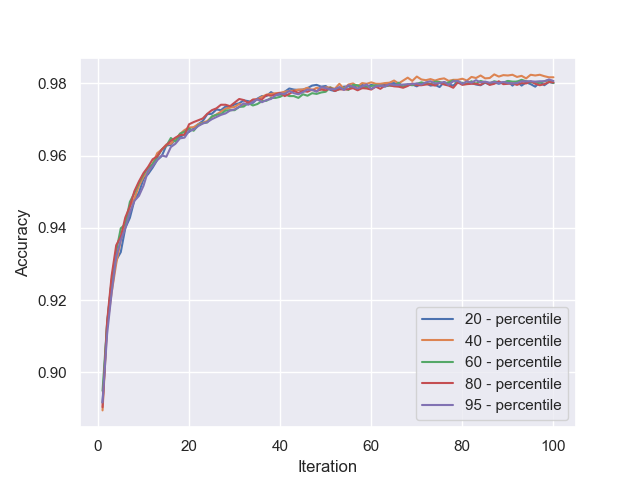 0.98
0.96
0.94
0.92
0.90
Accuracy
20 - percentile
40 - percentile
60 - percentile
80 - percentile
95 - percentile
0 20 40 60 80 100
Iteration